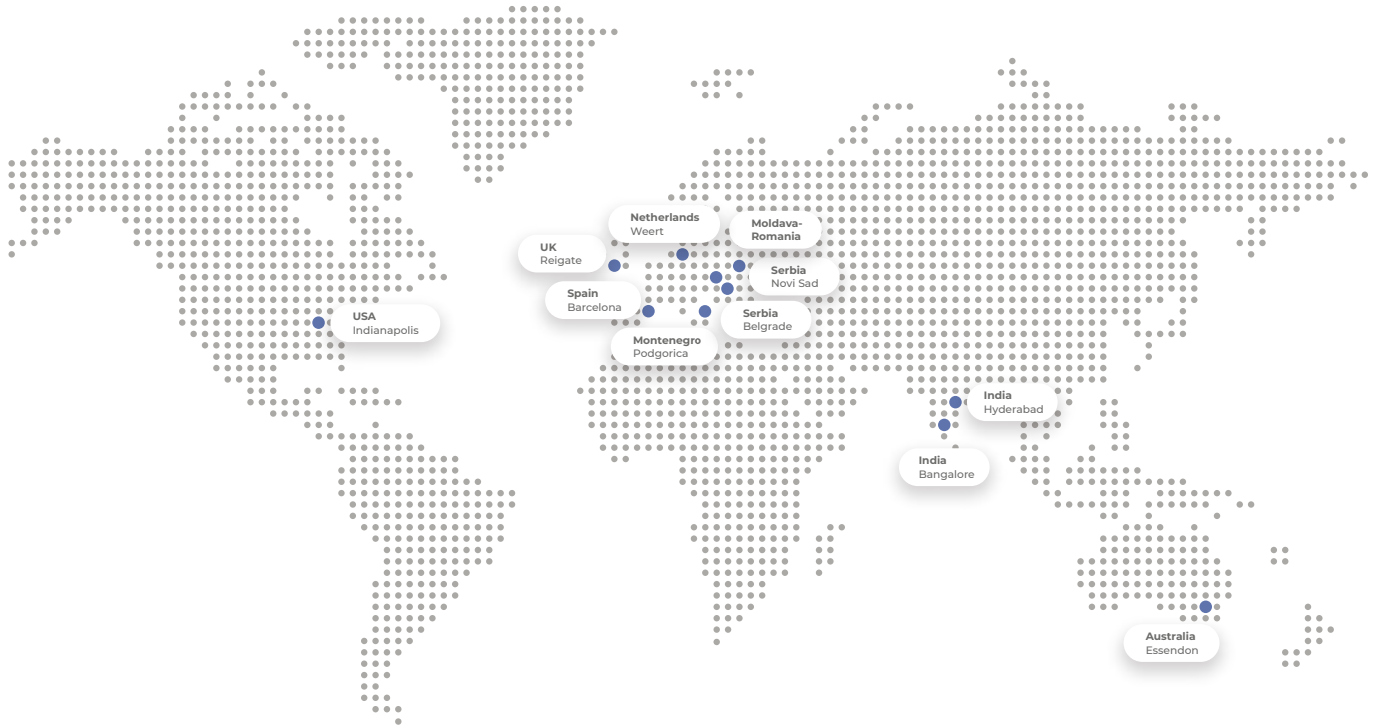 Netherlands
Weert
Moldava-
Romania
UK
Reigate
Serbia
Novi Sad
Spain
Barcelona
Serbia
Belgrade
USA
Indianapolis
Montenegro
Podgorica
India
Hyderabad
India
Bangalore
Australia
Essendon